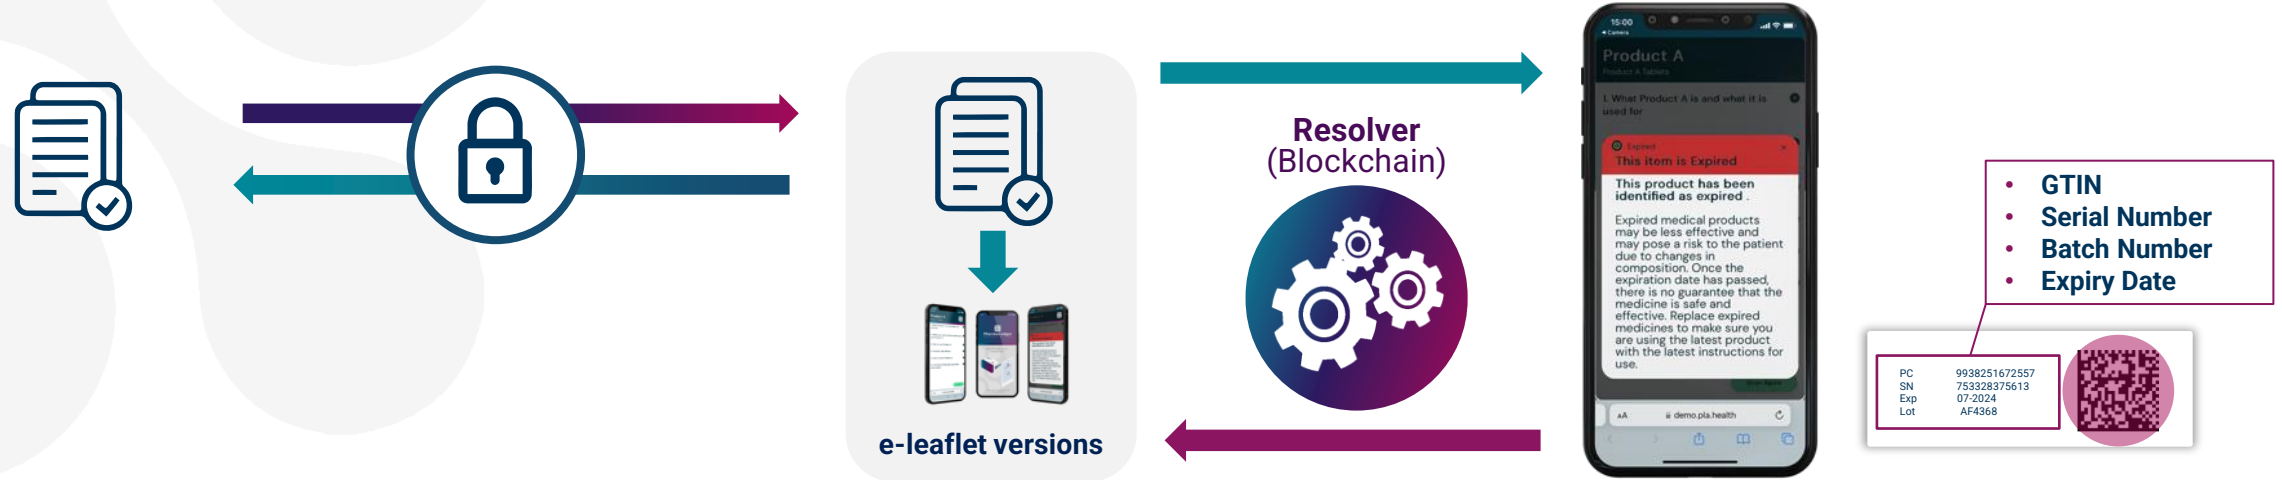 e-leaflet versions
Resolver
(Blockchain)
15:00
Camera
Product A
Product A Tablets
1. What Product A is and what it is
used for
Expired
This item is Expired
This product has been
identified as expired .
Expired medical products
may be less effective and
may pose a risk to the patient
due to changes in
composition. Once the
expiration date has passed,
there is no guarantee that the
medicine is safe and
effective. Replace expired
medicines to make sure you
are using the latest product
with the latest instructions for
use.
AA demo.pla.health
• GTIN
• Serial Number
• Batch Number
• Expiry Date
PC 9938251672557
SN 753328375613
Exp 07-2024
Lot AF4368